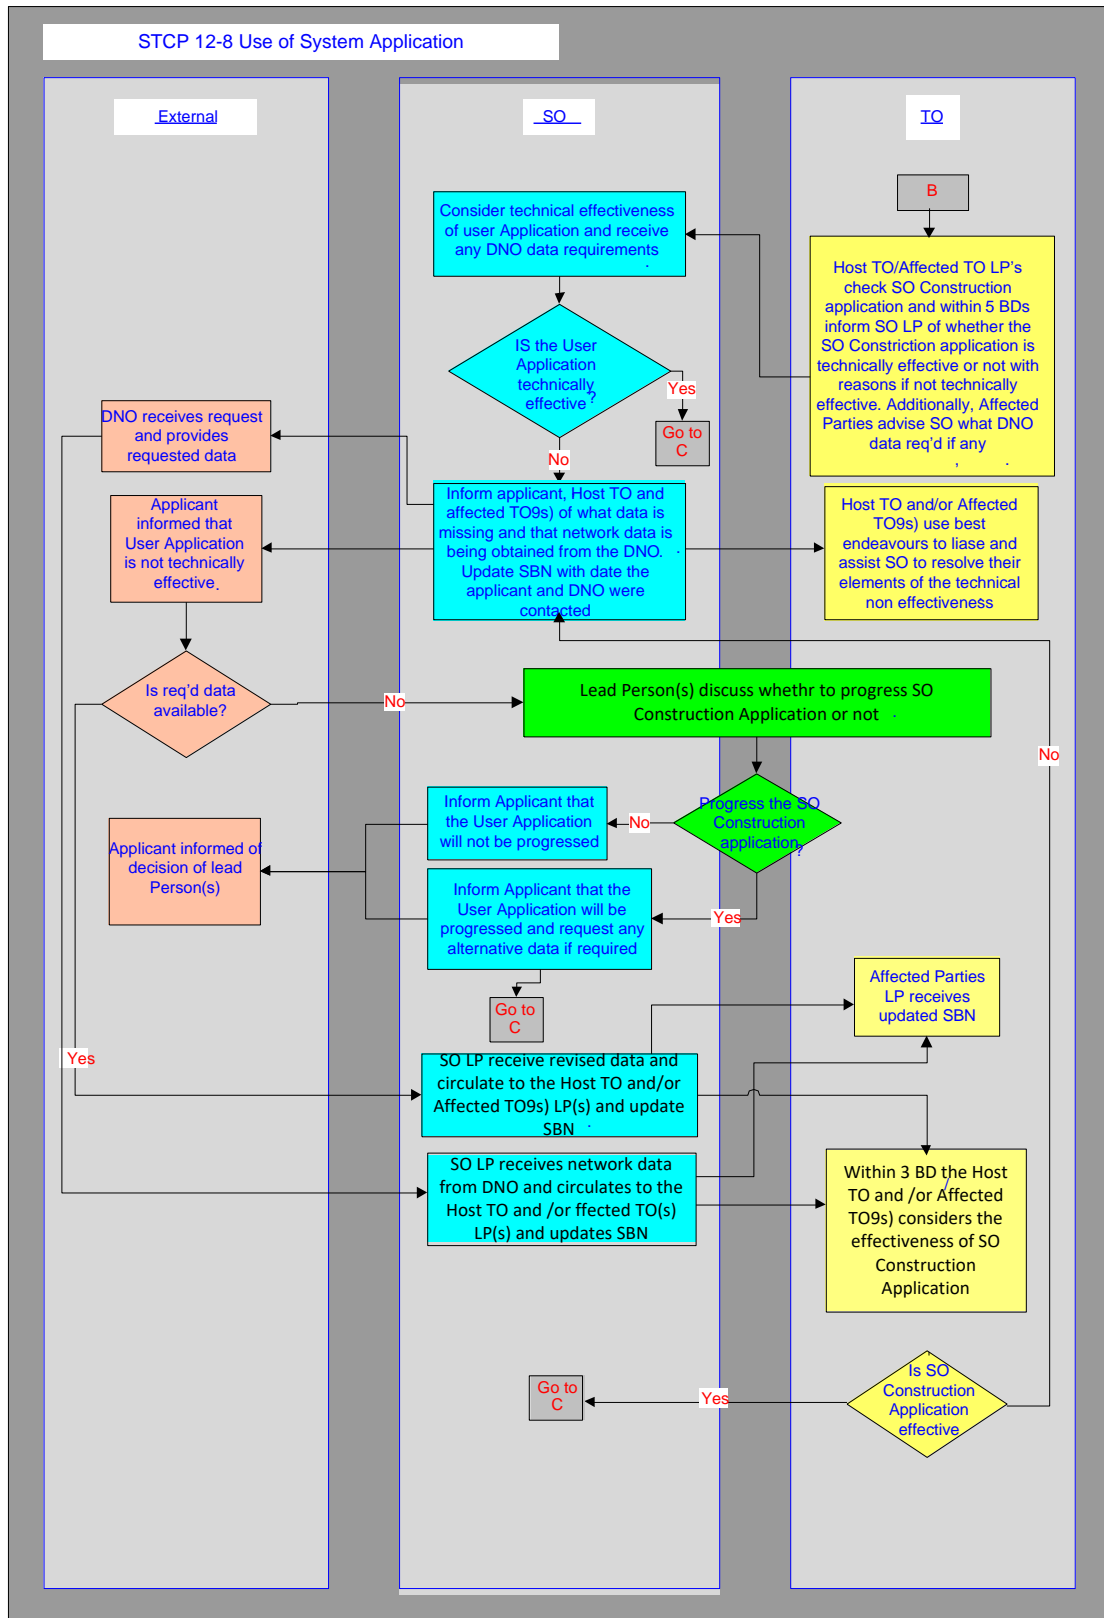 STCP 12-8 Use of System Application
External
SO
TO
B
Consider technical effectiveness
of user Application and receive
any DNO data requirements
.
Host TO/Affected TO LP's
check SO Construction
application and within 5 BDs
inform SO LP of whether the
SO Constriction application is
technically effective or not with
reasons if not technically
effective. Additionally, Affected
Parties advise SO what DNO
data req'd if any
, .
IS the User
Application
technically
effective?
Yes
Go to
C
No
DNO receives request
and provides
requested data
Applicant
informed that
User Application
is not technically
effective.
Inform applicant, Host TO and
affected TO9s) of what data is
missing and that network data is
being obtained from the DNO. .
Update SBN with date the
applicant and DNO were
contacted
Host TO and/or Affected
TO9s) use best
endeavours to liase and
assist SO to resolve their
elements of the technical
non effectiveness
Is req'd data
available?
No
Lead Person(s) discuss whethr to progress SO
Construction Application or not .
No
Progress the SO
Construction
application?
No
Inform Applicant that
the User Application
will not be progressed
Applicant informed of
decision of lead
Person(s)
Inform Applicant that the
User Application will be
progressed and request any
alternative data if required
Yes
Go to
C
Affected Parties
LP receives
updated SBN
Yes
SO LP receive revised data and
circulate to the Host TO and/or
Affected TO9s) LP(s) and update
SBN .
SO LP receives network data
from DNO and circulates to the
Host TO and /or ffected TO(s)
LP(s) and updates SBN
Within 3 BD the Host
TO and /or Affected
TO9s) considers the
effectiveness of SO
Construction
Application
Is SO
Construction
Application
effective
Yes
Go to
C